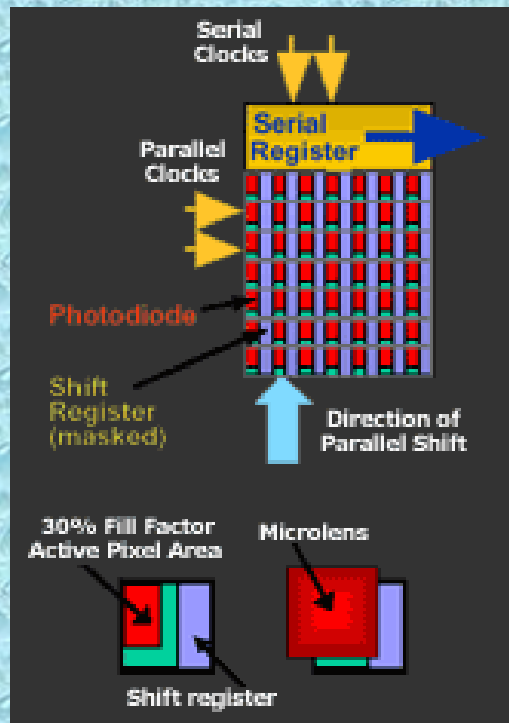 Serial
Clocks
Serial
Register
Parallel
Clocks
Photodiode
Shift
Register
(masked)
Direction of
Parallel Shift
30% Fill Factor
Active Pixel Area
Microlens
Shift register